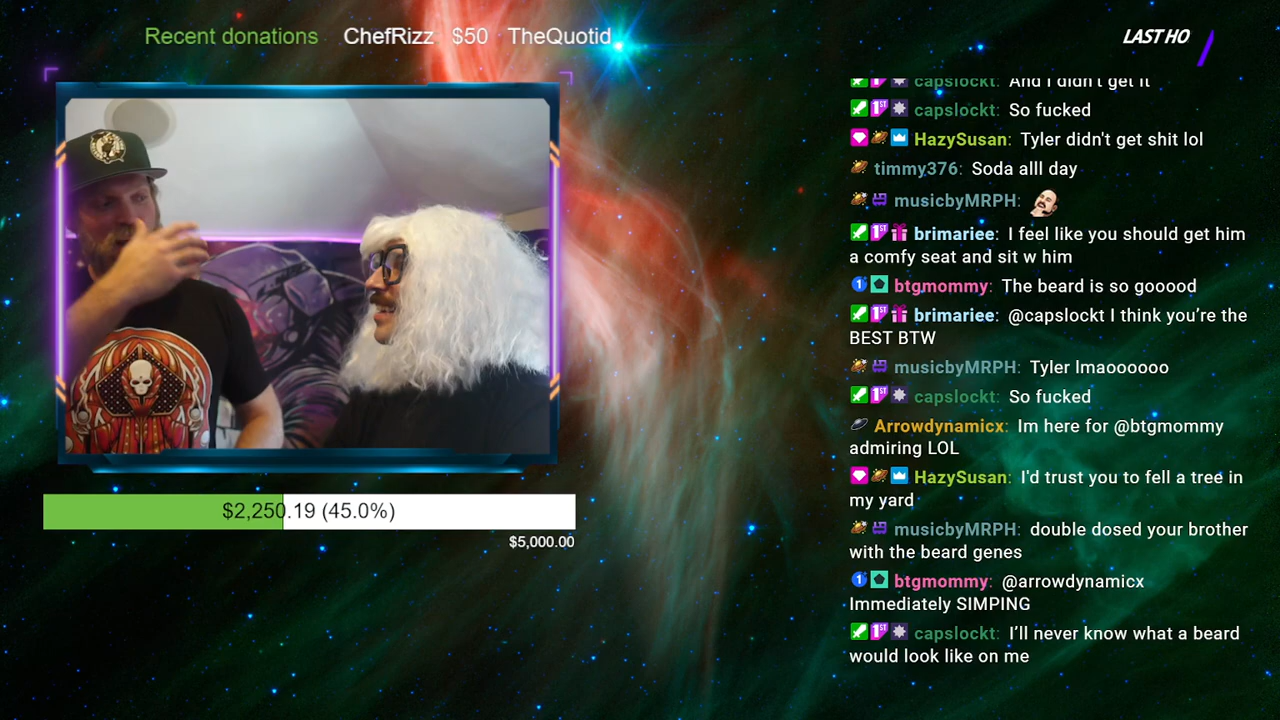 Recent donations ChefRizz $50 TheQuotid
LAST HO
capslockt: And I didn't get it
capslockt: So fucked
HazySusan: Tyler didn't get shit lol
timmy376: Soda alll day
musicbyMRPH:
brimariee: I feel like you should get him
a comfy seat and sit w him
btgmommy: The beard is so gooood
brimariee: @capslockt I think you’re the
BEST BTW
musicbyMRPH: Tyler lmaoooooo
capslockt: So fucked
Arrowdynamicx: Im here for @btgmommy
admiring LOL
HazySusan: I'd trust you to fell a tree in
my yard
musicbyMRPH: double dosed your brother
with the beard genes
btgmommy: @arrowdynamicx
Immediately SIMPING
capslockt: I’ll never know what a beard
would look like on me
$2,250.19 (45.0%)
$5,000.00